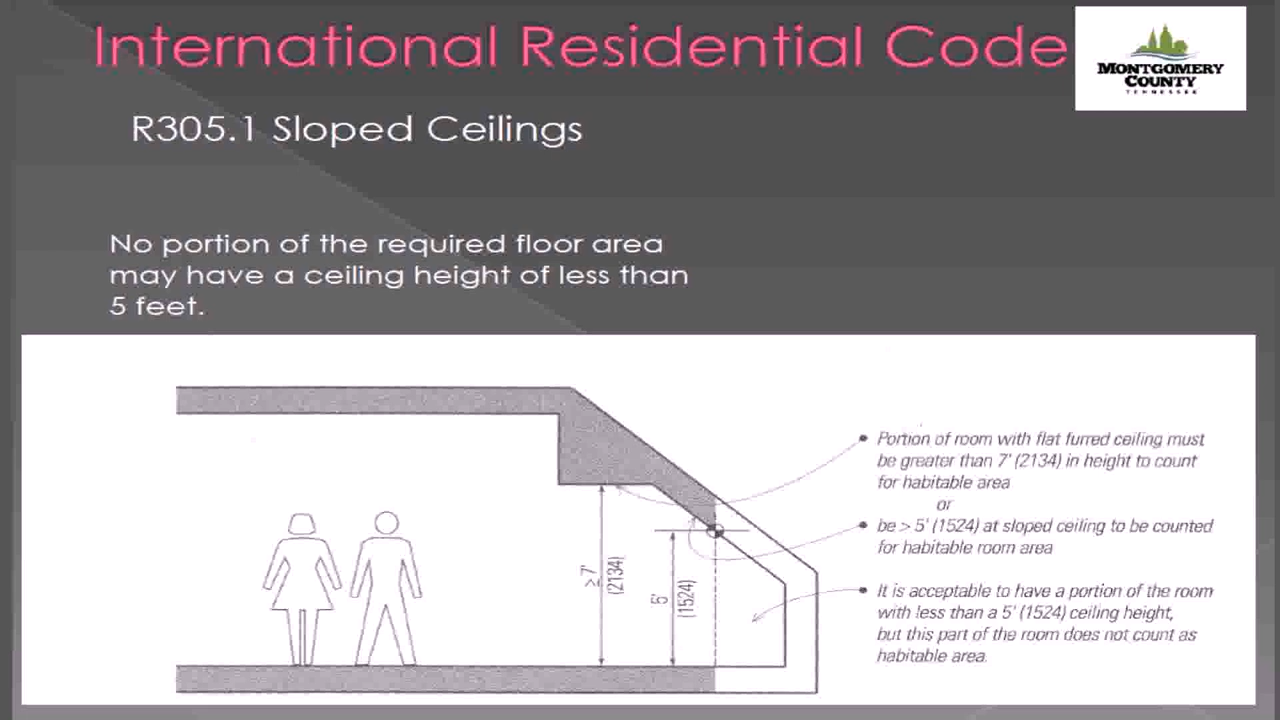 International Residential Code
MONTGOMERY
COUNTY
TENNESSEE
R305.1 Sloped Ceilings
No portion of the required floor area
may have a ceiling height of less than
5 feet.
Portion of room with flat furred ceiling must
be greater than 7' (2134) in height to count
for habitable area
or
be > 5' (1524) at sloped ceiling to be counted
for habitable room area
≥7'
(2134)
5'
(1524)
It is acceptable to have a portion of the room
with less than a 5' (1524) ceiling height,
but this part of the room does not count as
habitable area.